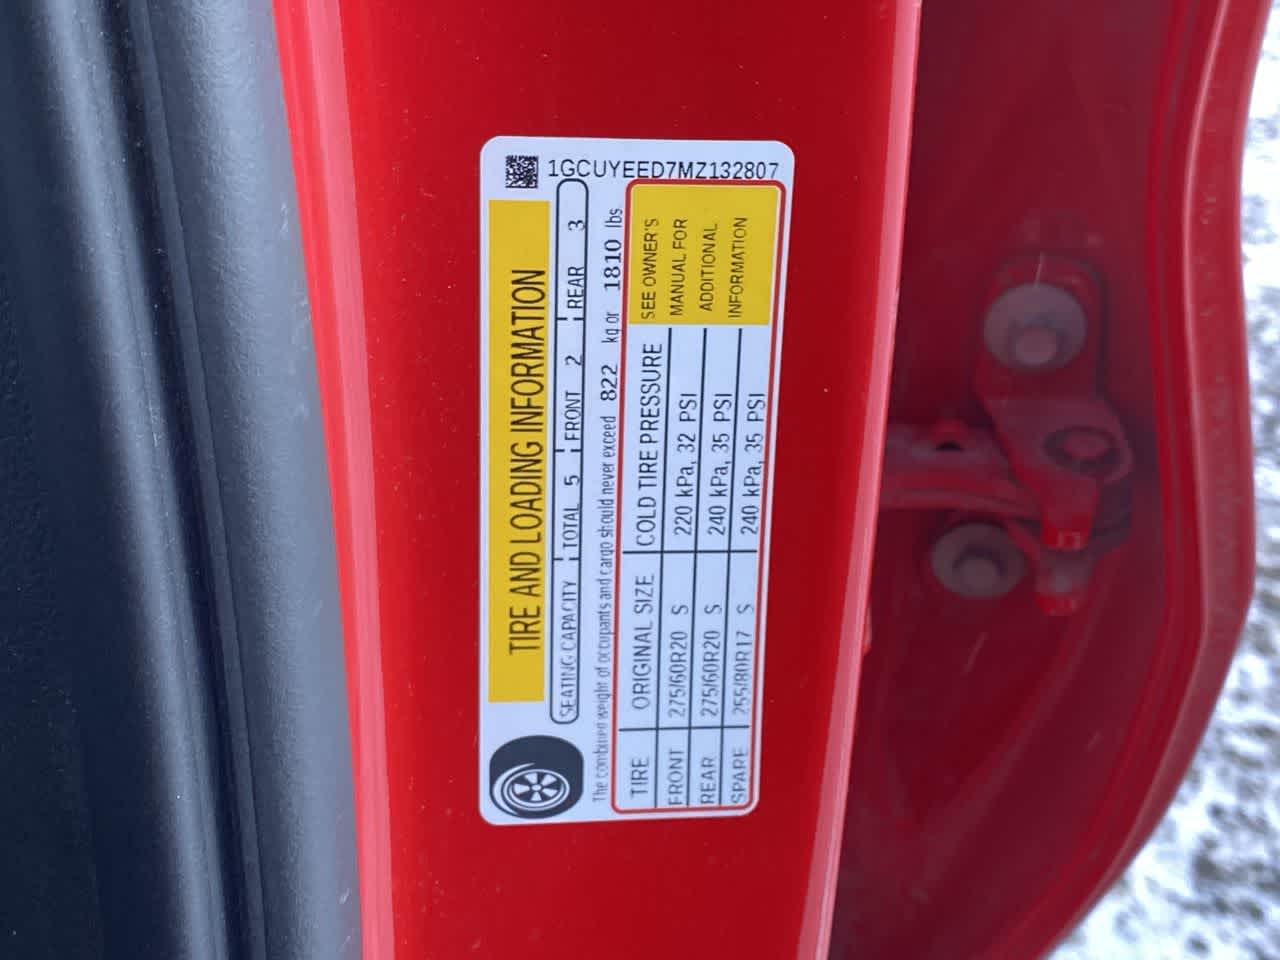 1GCUYEED7MZ132807
TIRE AND LOADING INFORMATION
SEATING CAPACITY TOTAL 5 FRONT 2 REAR 3
The combined weight of occupants and cargo should never exceed 822 kg or 1810 lbs
TIRE ORIGINAL SIZE COLD TIRE PRESSURE
FRONT 275/60R20 S 220 kPa, 32 PSI
REAR 275/60R20 S 240 kPa, 35 PSI
SPARE 255/80R17 S 240 kPa, 35 PSI
SEE OWNER'S
MANUAL FOR
ADDITIONAL
INFORMATION